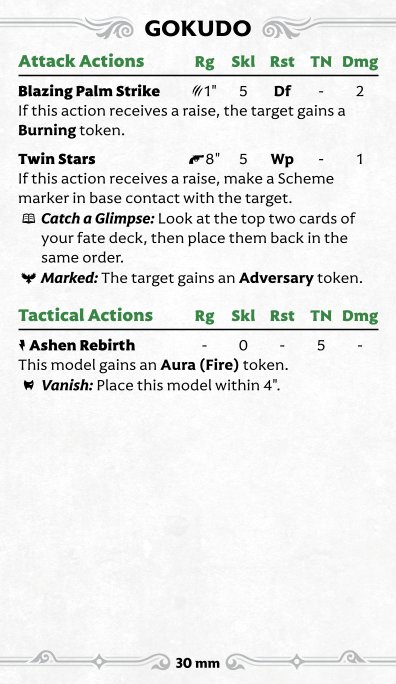 GOKUDO
Attack Actions Rg Skl Rst TN Dmg
Blazing Palm Strike 1" 5 Df - 2
If this action receives a raise, the target gains a
Burning token.
Twin Stars 8" 5 Wp - 1
If this action receives a raise, make a Scheme
marker in base contact with the target.
Catch a Glimpse: Look at the top two cards of
your fate deck, then place them back in the
same order.
Marked: The target gains an Adversary token.
Tactical Actions Rg Skl Rst TN Dmg
Ashen Rebirth - 0 - 5 -
This model gains an Aura (Fire) token.
Vanish: Place this model within 4".
30 mm